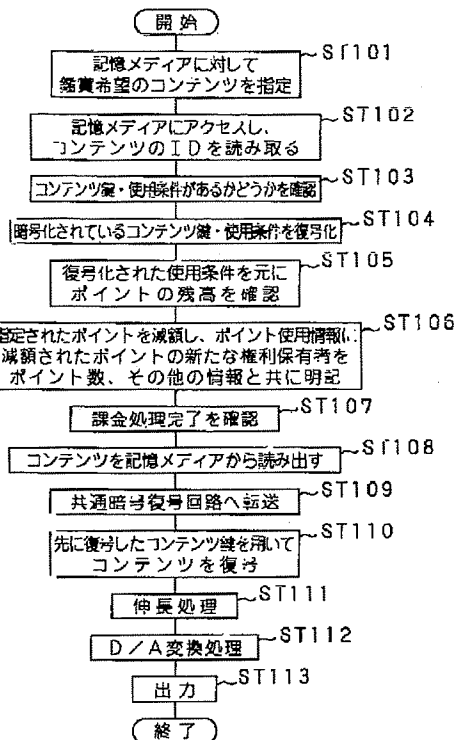 開始
記憶メディアに対して
鑑賞希望のコンテンツを指定
ST101
記憶メディアにアクセスし、
コンテンツのIDを読み取る
ST102
コンテンツ鍵・使用条件があるかどうかを確認
ST103
暗号化されているコンテンツ鍵・使用条件を復号化
ST104
復号化された使用条件を元に
ポイントの残高を確認
ST105
指定されたポイントを減額し、ポイント使用情報に
減額されたポイントの新たな権利保有者を
ポイント数、その他の情報と共に明記
ST106
課金処理完了を確認
ST107
コンテンツを記憶メディアから読み出す
ST108
共通暗号復号回路へ転送
ST109
先に復号したコンテンツ鍵を用いて
コンテンツを復号
ST110
伸長処理
ST111
D/A変換処理
ST112
出力
ST113
終了